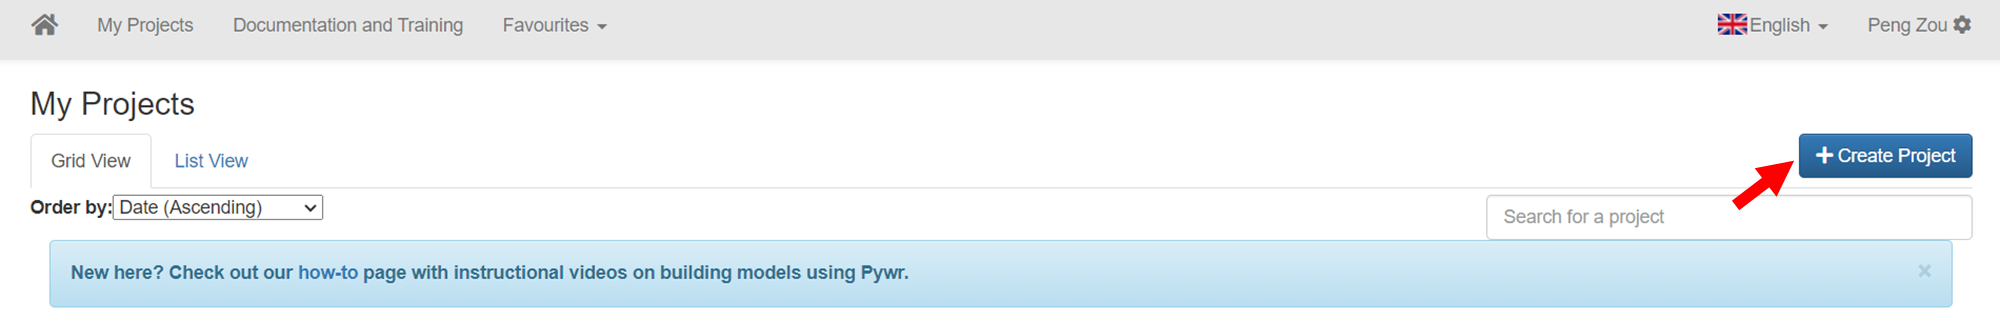 My Projects Documentation and Training Favourites English Peng Zou
My Projects
Grid View List View
+ Create Project
Order by: Date (Ascending)
Search for a project
New here? Check out our how-to page with instructional videos on building models using Pywr. ×